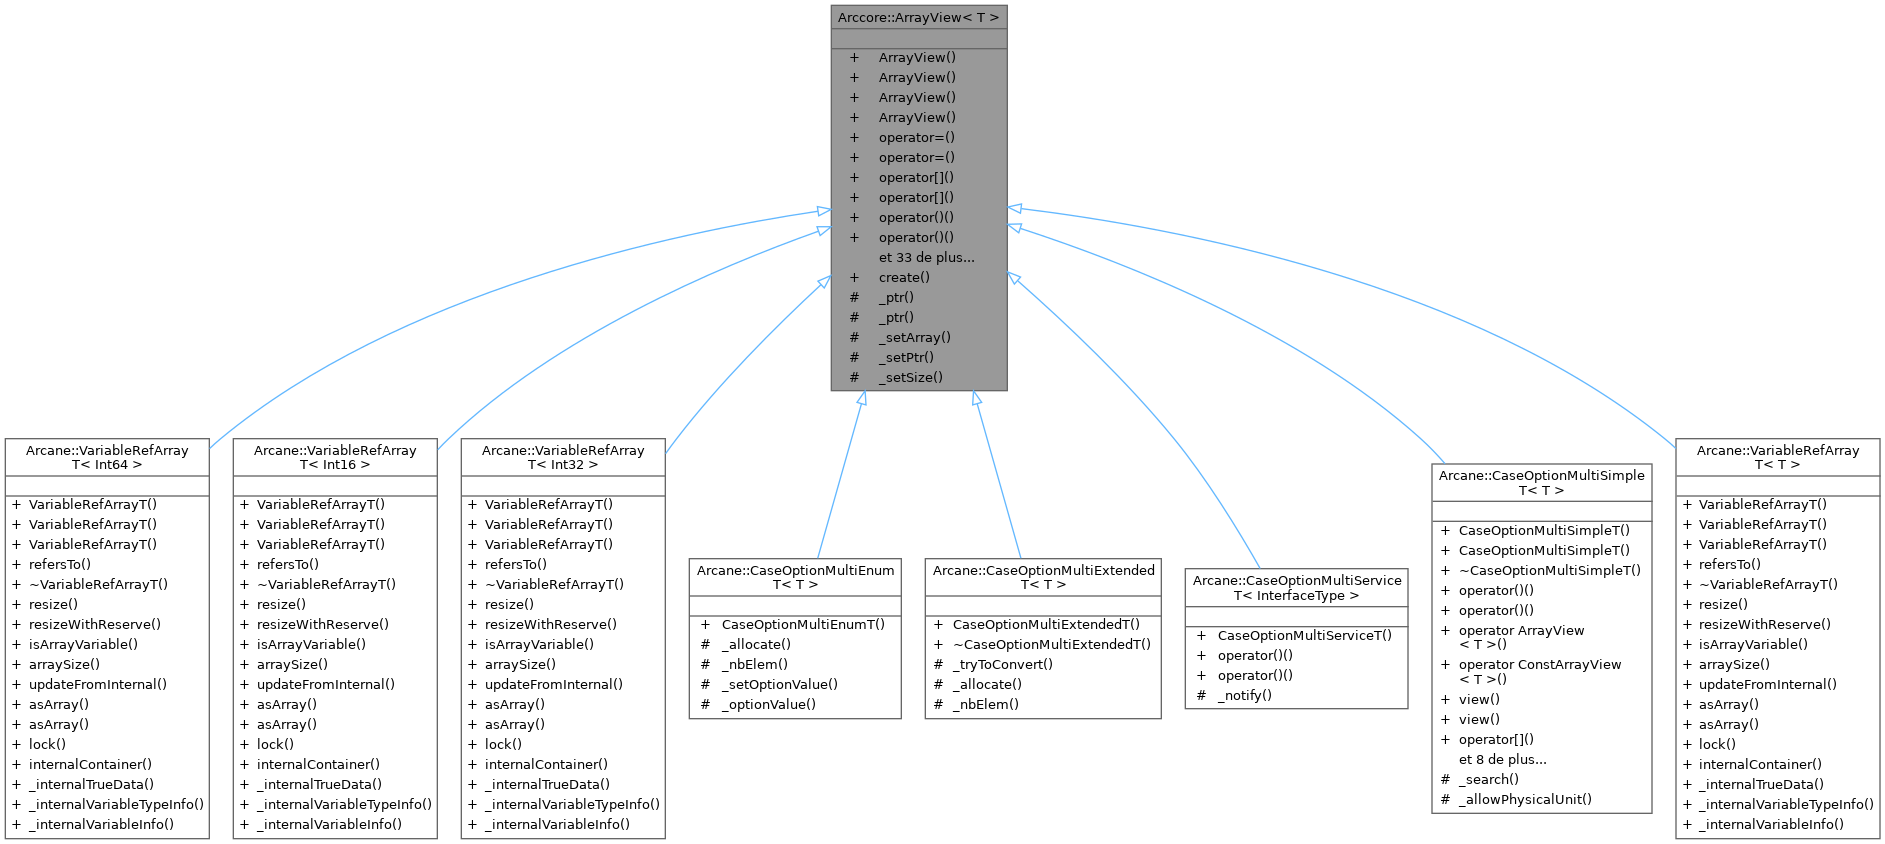 Arccore::ArrayView< T >
+ ArrayView()
+ ArrayView()
+ ArrayView()
+ ArrayView()
+ operator=()
+ operator=()
+ operator[]()
+ operator[]()
+ operator()()
+ operator()()
et 33 de plus...
+ create()
# _ptr()
# _ptr()
# _setArray()
# _setPtr()
# _setSize()
Arcane::VariableRefArray
T< Int64 >
+ VariableRefArrayT()
+ VariableRefArrayT()
+ VariableRefArrayT()
+ refersTo()
+ ~VariableRefArrayT()
+ resize()
+ resizeWithReserve()
+ isArrayVariable()
+ arraySize()
+ updateFromInternal()
+ asArray()
+ asArray()
+ lock()
+ internalContainer()
+ _internalTrueData()
+ _internalVariableTypeInfo()
+ _internalVariableInfo()
Arcane::VariableRefArray
T< Int16 >
+ VariableRefArrayT()
+ VariableRefArrayT()
+ VariableRefArrayT()
+ refersTo()
+ ~VariableRefArrayT()
+ resize()
+ resizeWithReserve()
+ isArrayVariable()
+ arraySize()
+ updateFromInternal()
+ asArray()
+ asArray()
+ lock()
+ internalContainer()
+ _internalTrueData()
+ _internalVariableTypeInfo()
+ _internalVariableInfo()
Arcane::VariableRefArray
T< Int32 >
+ VariableRefArrayT()
+ VariableRefArrayT()
+ VariableRefArrayT()
+ refersTo()
+ ~VariableRefArrayT()
+ resize()
+ resizeWithReserve()
+ isArrayVariable()
+ arraySize()
+ updateFromInternal()
+ asArray()
+ asArray()
+ lock()
+ internalContainer()
+ _internalTrueData()
+ _internalVariableTypeInfo()
+ _internalVariableInfo()
Arcane::CaseOptionMultiEnum
T< T >
+ CaseOptionMultiEnumT()
# _allocate()
# _nbElem()
# _setOptionValue()
# _optionValue()
Arcane::CaseOptionMultiExtended
T< T >
+ CaseOptionMultiExtendedT()
+ ~CaseOptionMultiExtendedT()
# _tryToConvert()
# _allocate()
# _nbElem()
Arcane::CaseOptionMultiService
T< InterfaceType >
+ CaseOptionMultiServiceT()
+ operator()()
+ operator()()
# _notify()
Arcane::CaseOptionMultiSimple
T< T >
+ CaseOptionMultiSimpleT()
+ CaseOptionMultiSimpleT()
+ ~CaseOptionMultiSimpleT()
+ operator()()
+ operator()()
+ operator ArrayView
< T >()
+ operator ConstArrayView
< T >()
+ view()
+ view()
+ operator[]()
et 8 de plus...
# _search()
# _allowPhysicalUnit()
Arcane::VariableRefArray
T< T >
+ VariableRefArrayT()
+ VariableRefArrayT()
+ VariableRefArrayT()
+ refersTo()
+ ~VariableRefArrayT()
+ resize()
+ resizeWithReserve()
+ isArrayVariable()
+ arraySize()
+ updateFromInternal()
+ asArray()
+ asArray()
+ lock()
+ internalContainer()
+ _internalTrueData()
+ _internalVariableTypeInfo()
+ _internalVariableInfo()